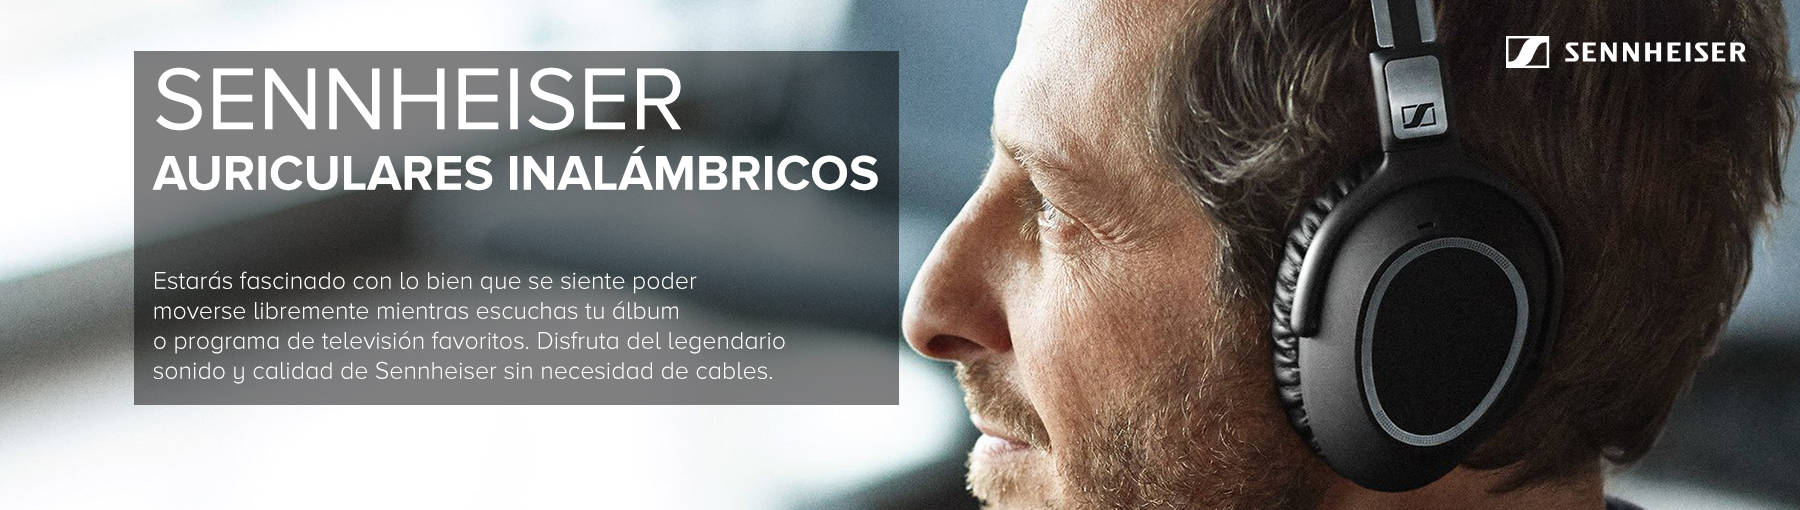 SENNHEISER
AURICULARES INALÁMBRICOS
Estarás fascinado con lo bien que se siente poder
moverse libremente mientras escuchas tu álbum
o programa de televisión favoritos. Disfruta del legendario
sonido y calidad de Sennheiser sin necesidad de cables.
SENNHEISER